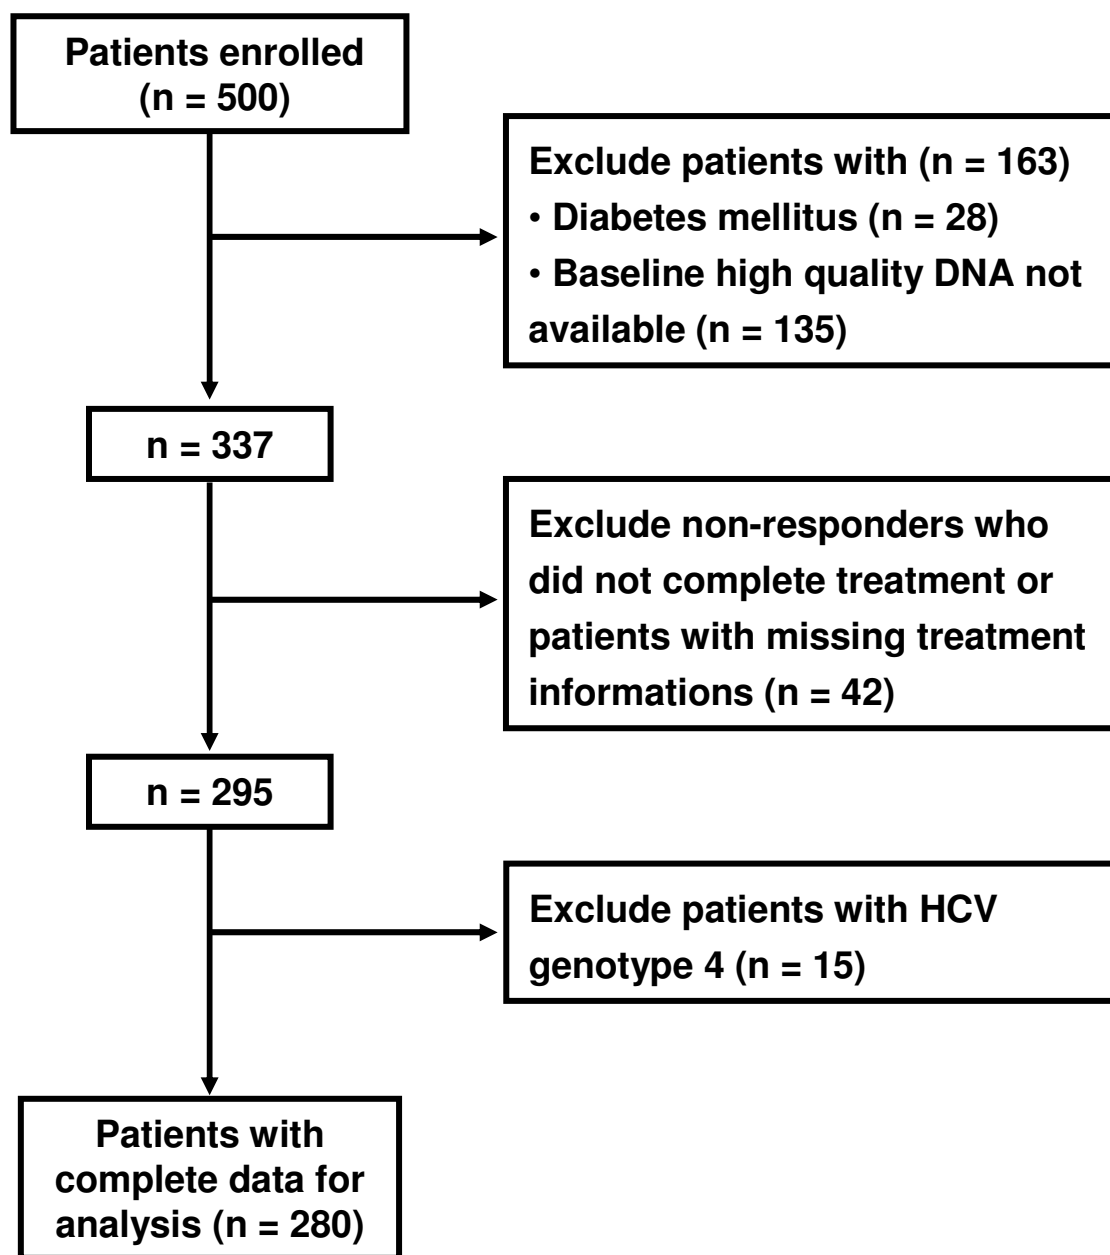 Patients enrolled
(n = 500)
Exclude patients with (n = 163)
• Diabetes mellitus (n = 28)
• Baseline high quality DNA not
available (n = 135)
n = 337
Exclude non-responders who
did not complete treatment or
patients with missing treatment
informations (n = 42)
n = 295
Exclude patients with HCV
genotype 4 (n = 15)
Patients with
complete data for
analysis (n = 280)